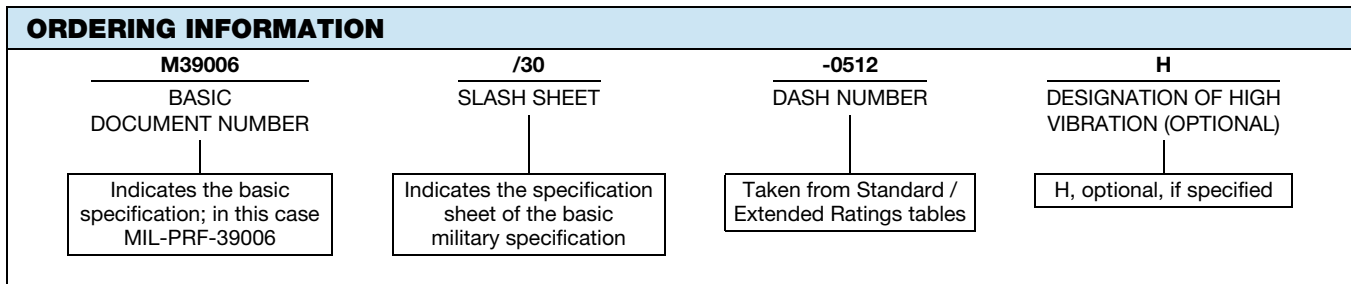 ORDERING INFORMATION
M39006
/30
-0512
H
BASIC
DOCUMENT NUMBER
SLASH SHEET
DASH NUMBER
DESIGNATION OF HIGH
VIBRATION (OPTIONAL)
Indicates the basic
specification; in this case
MIL-PRF-39006
Indicates the specification
sheet of the basic
military specification
Taken from Standard /
Extended Ratings tables
H, optional, if specified